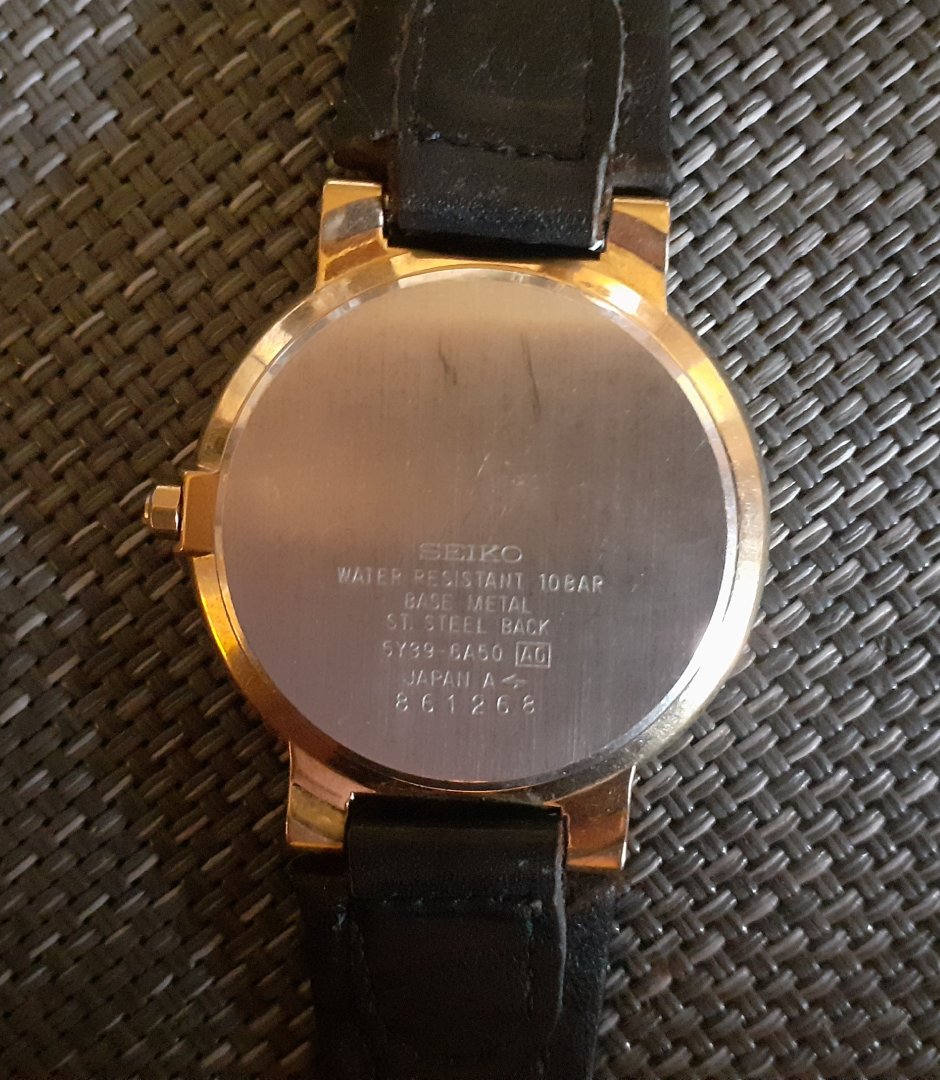 SEIKO
WATER RESISTANT 10BAR
BASE METAL
ST. STEEL BACK
5Y39-6A50 A0
JAPAN A
861268